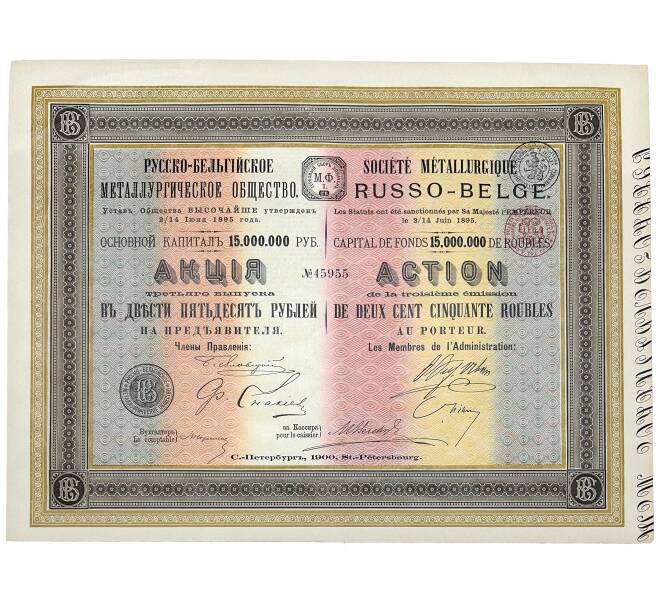 РУССКО-БЕЛЬГІЙСКОЕ
МЕТАЛЛУРГИЧЕСКОЕ ОБЩЕСТВО.
Уставъ Общества ВЫСОЧАЙШЕ утвержденъ
2/14 Іюня 1895 года.
ОСНОВНОЙ КАПИТАЛЪ 15.000.000 РУБ.
АКЦІЯ
третьяго выпуска
ВЪ ДВѢСТИ ПЯТЬДЕСЯТЪ РУБЛЕЙ
НА ПРЕДЪЯВИТЕЛЯ.
Члены Правленія:
М.Ф.
№45955
SOCIÉTÉ MÉTALLURGIQUE
RUSSO-BELGE.
Les Statuts ont été sanctionnés par Sa Majesté l'EMPEREUR
le 2/14 Juin 1895.
CAPITAL DE FONDS 15.000.000 DE ROUBLES.
ACTION
de la troisième émission
DE DEUX CENT CINQUANTE ROUBLES
AU PORTEUR.
Les Membres de l'Administration:
Бухгалтеръ
Le comptable
за Кассира
pour le caissier
С.-Петербургъ, 1900, St.-Pétersbourg.